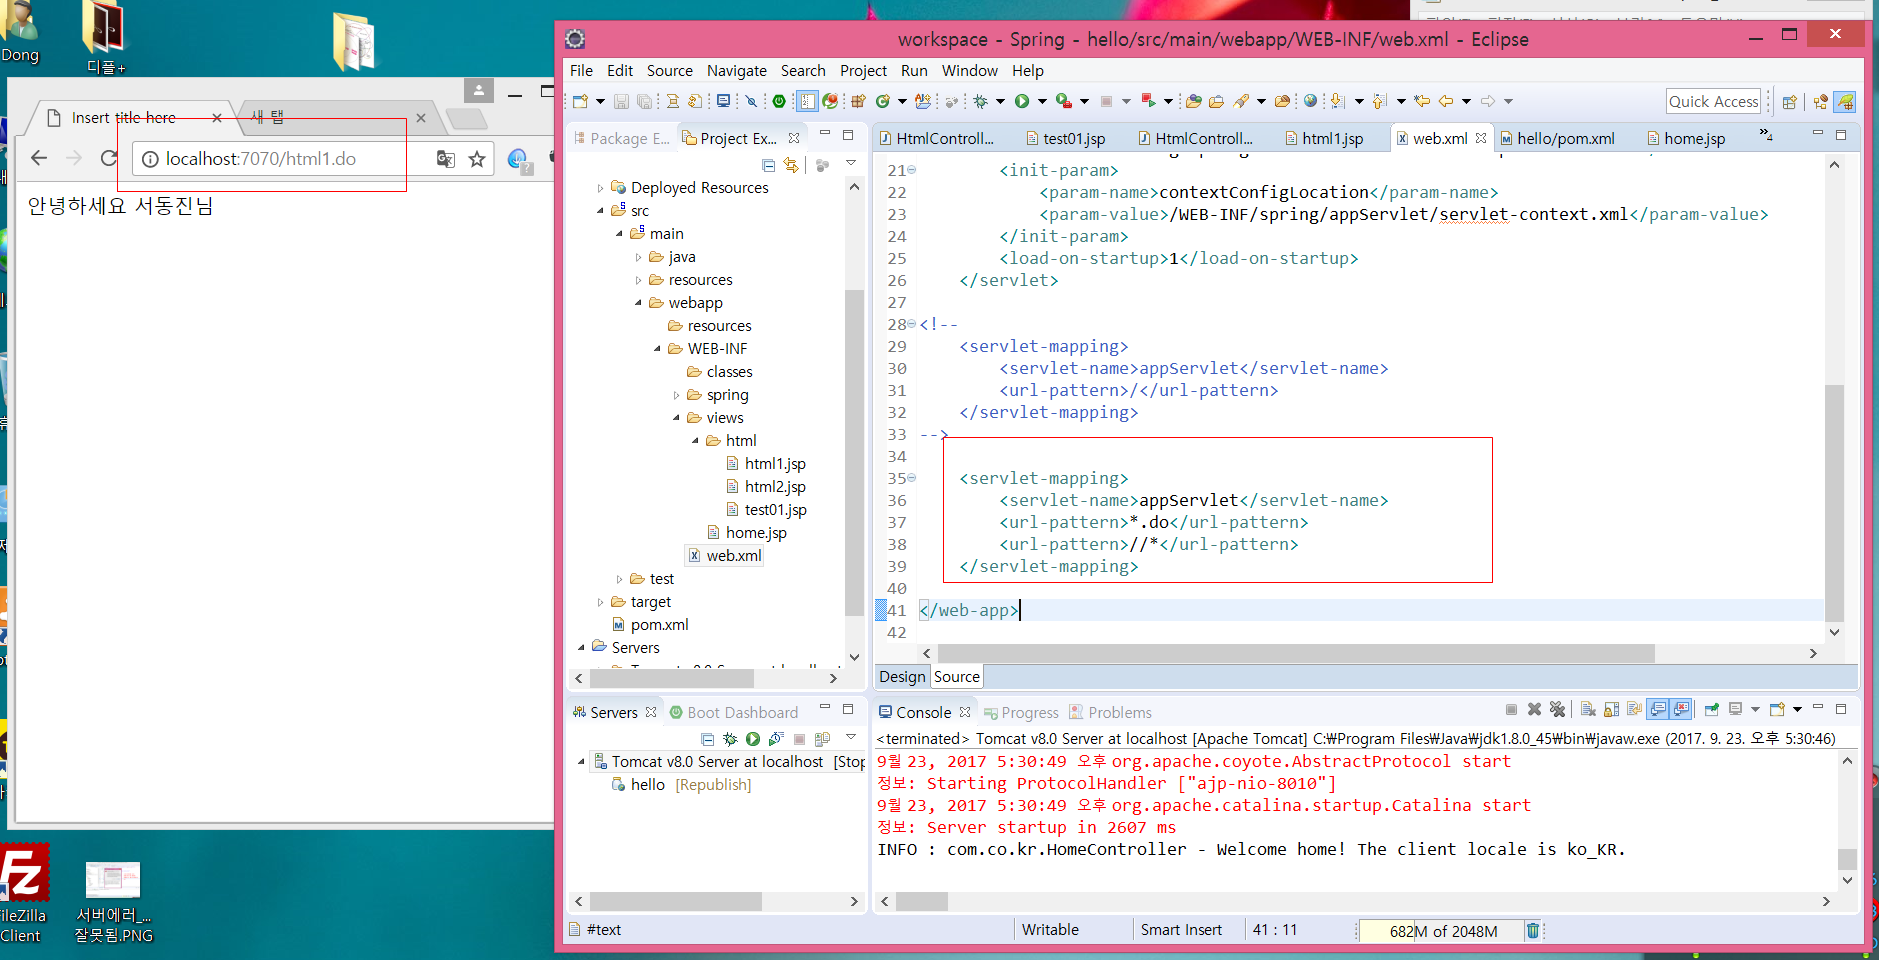 Dong
디플+
Insert title here
새 탭
localhost:7070/html1.do
안녕하세요 서동진님
FileZilla
Client
서버에러_...
잘못됨.PNG
workspace - Spring - hello/src/main/webapp/WEB-INF/web.xml - Eclipse
File Edit Source Navigate Search Project Run Window Help
Quick Access
Package E... Project Ex...
Deployed Resources
src
main
java
resources
webapp
resources
WEB-INF
classes
spring
views
html
html1.jsp
html2.jsp
test01.jsp
home.jsp
web.xml
test
target
pom.xml
Servers
HtmlControll... test01.jsp HtmlControll... html1.jsp web.xml hello/pom.xml home.jsp »4
21 <init-param>
22 <param-name>contextConfigLocation</param-name>
23 <param-value>/WEB-INF/spring/appServlet/servlet-context.xml</param-value>
24 </init-param>
25 <load-on-startup>1</load-on-startup>
26 </servlet>
27
28 <!--
29 <servlet-mapping>
30 <servlet-name>appServlet</servlet-name>
31 <url-pattern>/</url-pattern>
32 </servlet-mapping>
33 -->
34
35 <servlet-mapping>
36 <servlet-name>appServlet</servlet-name>
37 <url-pattern>*.do</url-pattern>
38 <url-pattern>//*</url-pattern>
39 </servlet-mapping>
40
41 </web-app>
42
Design Source
Servers Boot Dashboard
Tomcat v8.0 Server at localhost [Stop
hello [Republish]
Console Progress Problems
<terminated> Tomcat v8.0 Server at localhost [Apache Tomcat] C:₩Program Files₩Java₩jdk1.8.0_45₩bin₩javaw.exe (2017. 9. 23. 오후 5:30:46)
9월 23, 2017 5:30:49 오후 org.apache.coyote.AbstractProtocol start
정보: Starting ProtocolHandler ["ajp-nio-8010"]
9월 23, 2017 5:30:49 오후 org.apache.catalina.startup.Catalina start
정보: Server startup in 2607 ms
INFO : com.co.kr.HomeController - Welcome home! The client locale is ko_KR.
#text Writable Smart Insert 41 : 11 682M of 2048M